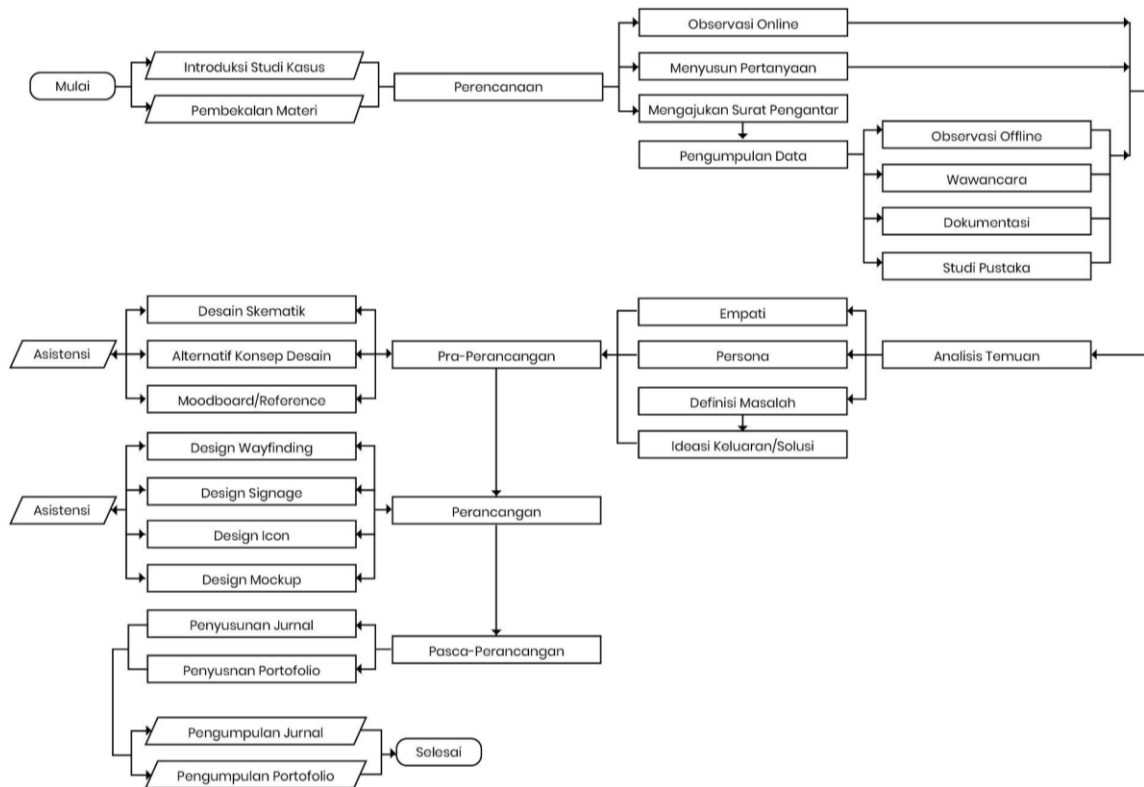 Mulai
Introduksi Studi Kasus
Pembekalan Materi
Perencanaan
Observasi Online
Menyusun Pertanyaan
Mengajukan Surat Pengantar
Pengumpulan Data
Observasi Offline
Wawancara
Dokumentasi
Studi Pustaka
Analisis Temuan
Empati
Persona
Definisi Masalah
Ideasi Keluaran/Solusi
Pra-Perancangan
Desain Skematik
Alternatif Konsep Desain
Moodboard/Reference
Asistensi
Perancangan
Design Wayfinding
Design Signage
Design Icon
Design Mockup
Asistensi
Pasca-Perancangan
Penyusunan Jurnal
Penyusnan Portofolio
Pengumpulan Jurnal
Pengumpulan Portofolio
Selesai